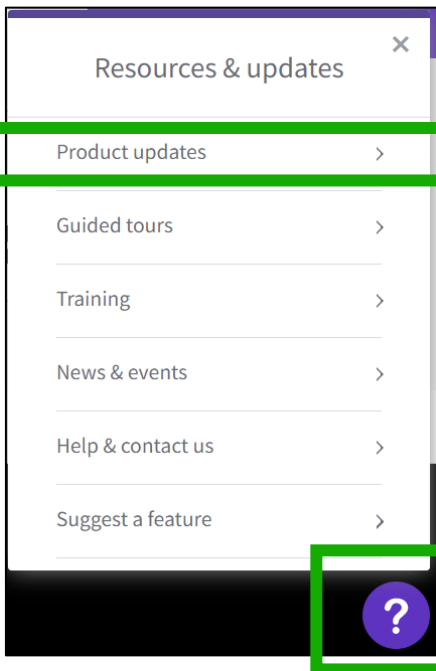 Resources & updates
×
Product updates
Guided tours
Training
News & events
Help & contact us
Suggest a feature
?